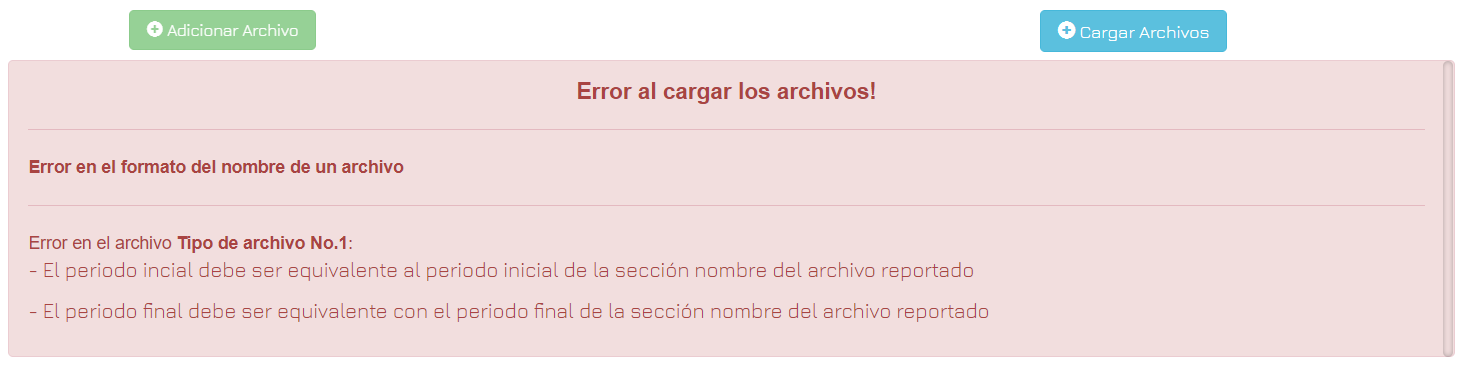 Adicionar Archivo
Cargar Archivos
Error al cargar los archivos!
Error en el formato del nombre de un archivo
Error en el archivo Tipo de archivo No.1:
- El periodo incial debe ser equivalente al periodo inicial de la sección nombre del archivo reportado
- El periodo final debe ser equivalente con el periodo final de la sección nombre del archivo reportado